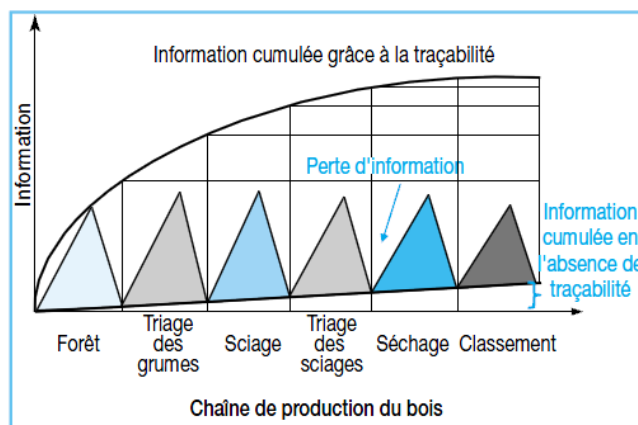 Information cumulée grâce à la traçabilité
Information
Perte d'information
Information
cumulée en
l'absence de
traçabilité
Forêt
Triage
des
grumes
Sciage
Triage
des
sciages
Séchage
Classement
Chaîne de production du bois